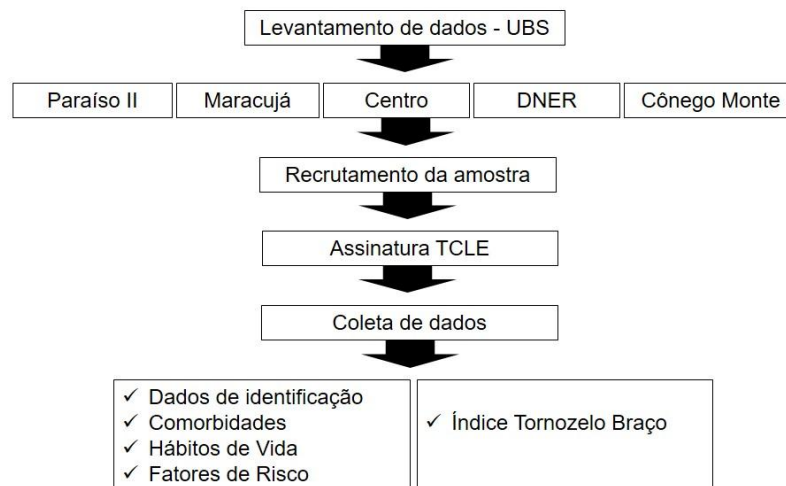 Levantamento de dados - UBS
Paraíso II
Maracujá
Centro
DNER
Cônego Monte
Recrutamento da amostra
Assinatura TCLE
Coleta de dados
✓ Dados de identificação
✓ Comorbidades
✓ Hábitos de Vida
✓ Fatores de Risco
✓ Índice Tornozelo Braço